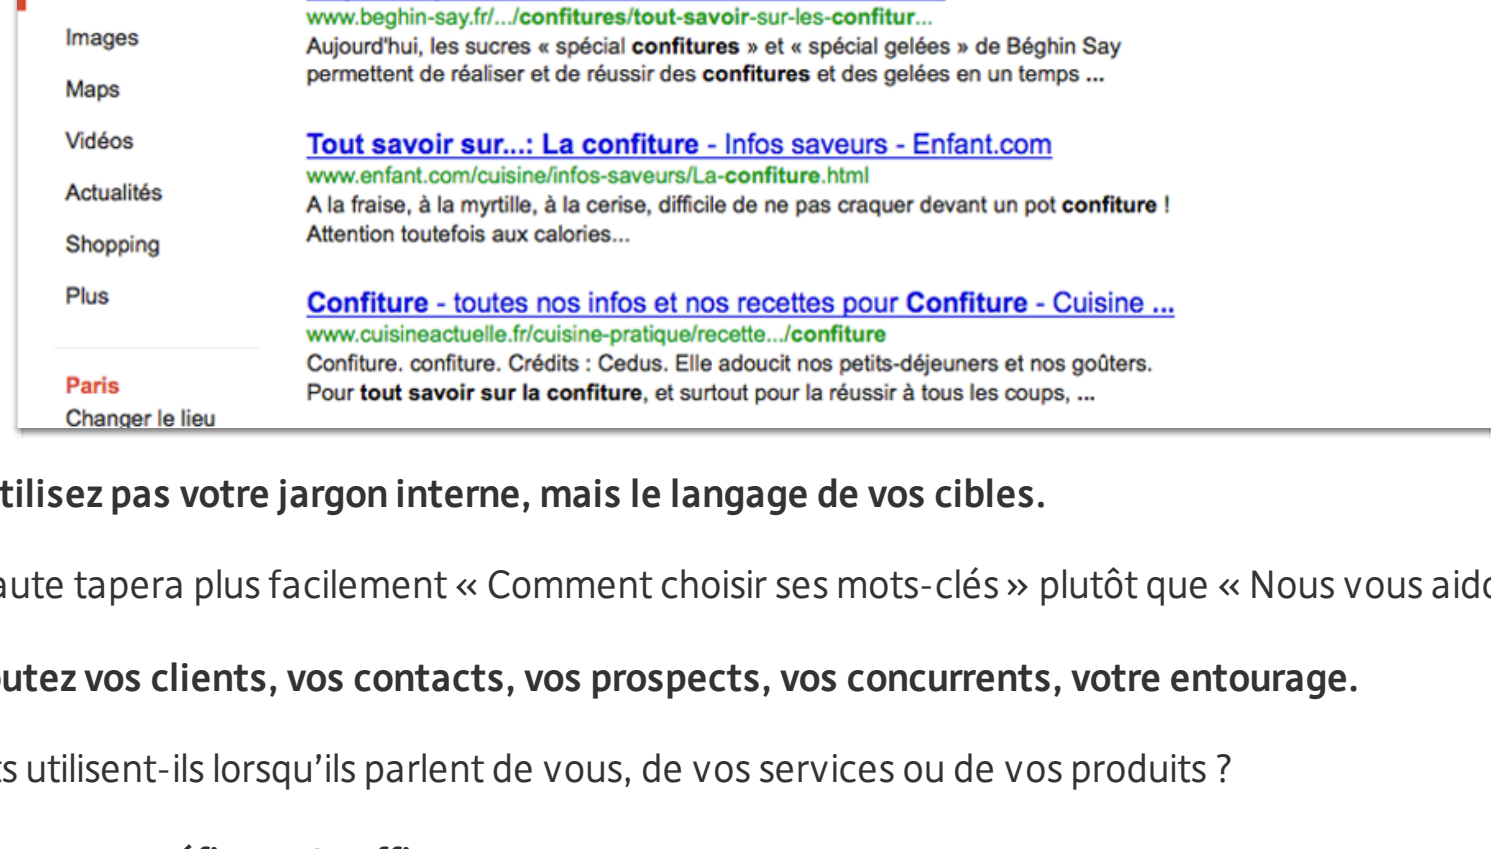 Images
Maps
Vidéos
Actualités
Shopping
Plus
Paris
Changer le lieu
www.beghin-say.fr/.../confitures/tout-savoir-sur-les-confitur...
Aujourd'hui, les sucres « spécial confitures » et « spécial gelées » de Béghin Say
permettent de réaliser et de réussir des confitures et des gelées en un temps ...
Tout savoir sur...: La confiture - Infos saveurs - Enfant.com
www.enfant.com/cuisine/infos-saveurs/La-confiture.html
A la fraise, à la myrtille, à la cerise, difficile de ne pas craquer devant un pot confiture !
Attention toutefois aux calories...
Confiture - toutes nos infos et nos recettes pour Confiture - Cuisine ...
www.cuisineactuelle.fr/cuisine-pratique/recette.../confiture
Confiture. confiture. Crédits : Cedus. Elle adoucit nos petits-déjeuners et nos goûters.
Pour tout savoir sur la confiture, et surtout pour la réussir à tous les coups, ...
tilisez pas votre jargon interne, mais le langage de vos cibles.
aute tapera plus facilement « Comment choisir ses mots-clés » plutôt que « Nous vous aido
utez vos clients, vos contacts, vos prospects, vos concurrents, votre entourage.
ts utilisent-ils lorsqu'ils parlent de vous, de vos services ou de vos produits ?